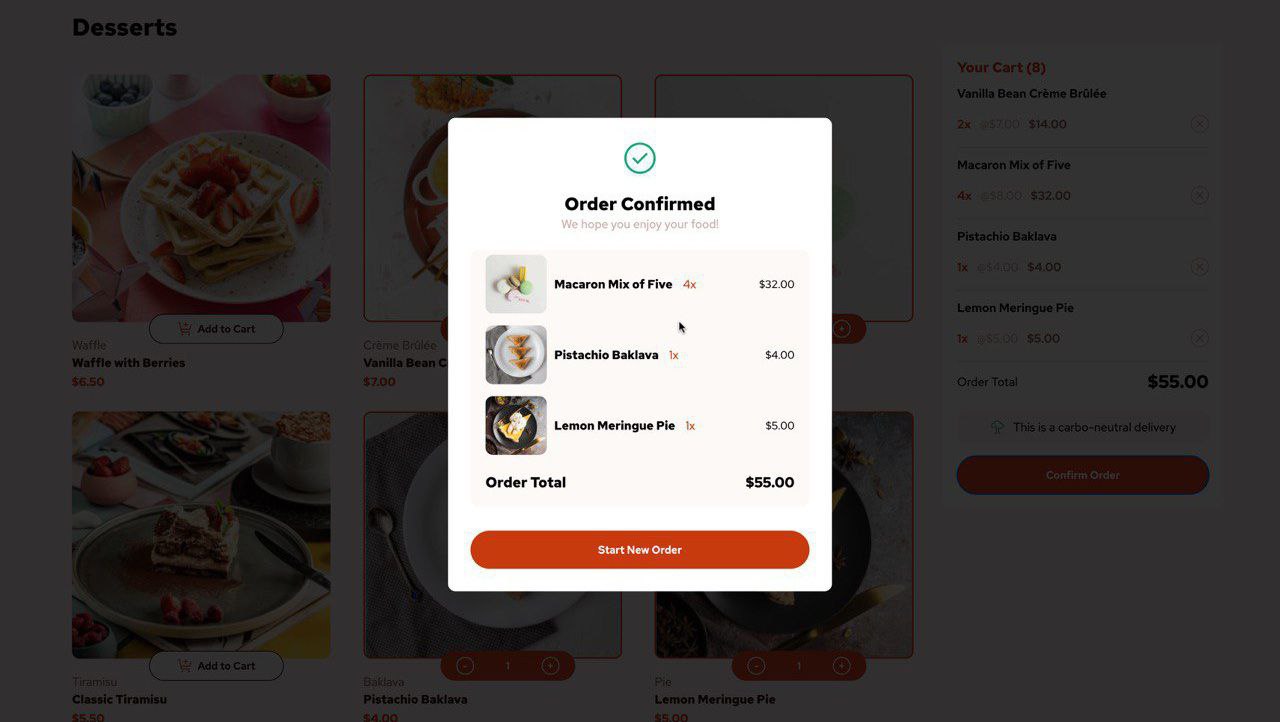 Desserts
Add to Cart
Waffle
Waffle with Berries
$6.50
Crème Brûlée
Vanilla Bean C
$7.00
Add to Cart
Tiramisu
Classic Tiramisu
$5.50
1
Baklava
Pistachio Baklava
$4.00
1
Pie
Lemon Meringue Pie
$5.00
Order Confirmed
We hope you enjoy your food!
Macaron Mix of Five 4x $32.00
Pistachio Baklava 1x $4.00
Lemon Meringue Pie 1x $5.00
Order Total $55.00
Start New Order
Your Cart (8)
Vanilla Bean Crème Brûlée
2x @$7.00 $14.00
Macaron Mix of Five
4x @$8.00 $32.00
Pistachio Baklava
1x @$4.00 $4.00
Lemon Meringue Pie
1x @$5.00 $5.00
Order Total $55.00
This is a carbo-neutral delivery
Confirm Order